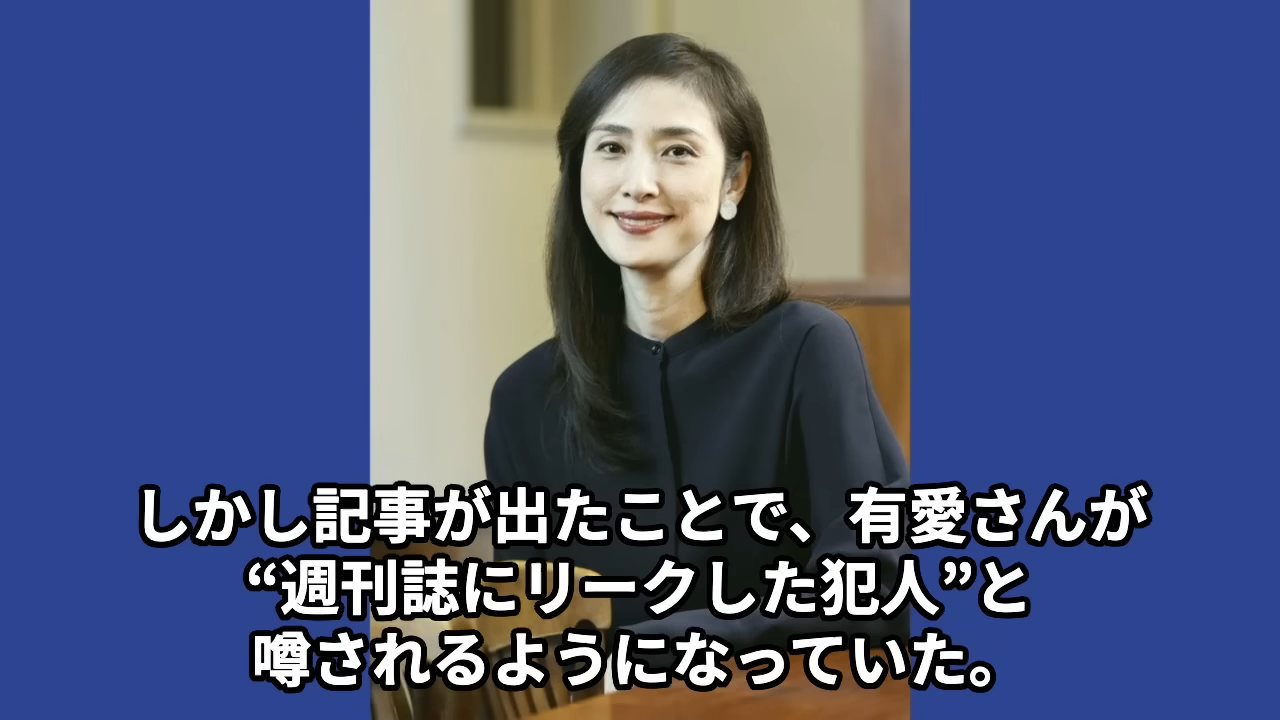 しかし記事が出たことで、有愛さんが
“週刊誌にリークした犯人”と
噂されるようになっていた。